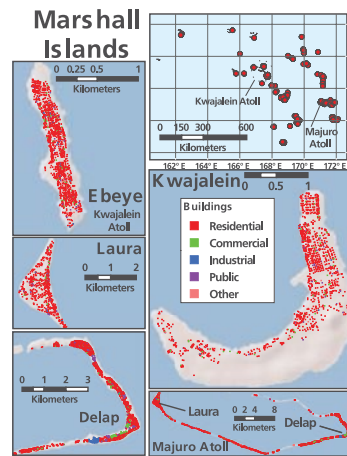 Marshall
Islands
0 0.25 0.5 1
Kilometers
Ebeye
Kwajalein
Atoll
Laura
0 1 2
Kilometers
0 1 2 3
Kilometers
Delap
Kwajalein Atoll
Majuro
Atoll
0 150 300 600
Kilometers
162° E 164° E 166° E 168° E 170° E 172° E
Kwajalein
0 0.5 1
Kilometers
Buildings
Residential
Commercial
Industrial
Public
Other
Laura
0 2 4 8
Kilometers
Delap
Majuro Atoll